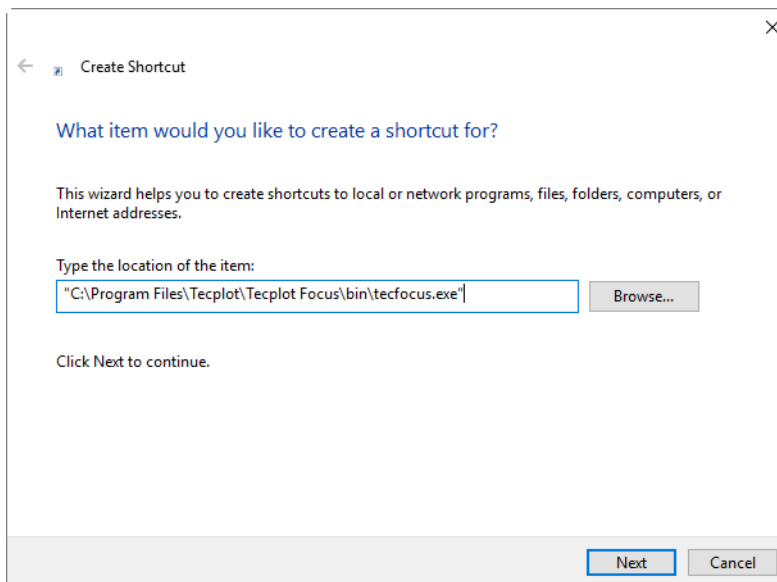 Create Shortcut
What item would you like to create a shortcut for?
This wizard helps you to create shortcuts to local or network programs, files, folders, computers, or
Internet addresses.
Type the location of the item:
"C:\Program Files\Tecplot\Tecplot Focus\bin\tecfocus.exe"
Browse...
Click Next to continue.
Next
Cancel